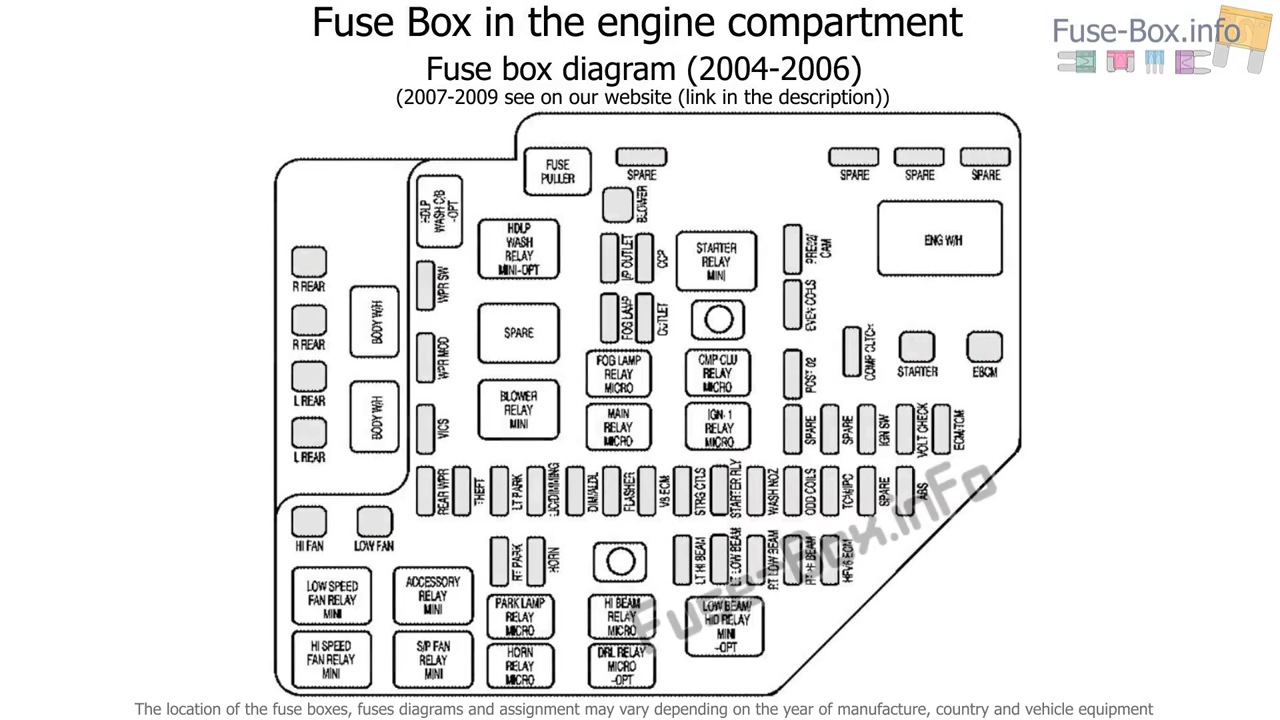 Fuse Box in the engine compartment
Fuse box diagram (2004-2006)
(2007-2009 see on our website (link in the description))
Fuse-Box.info
FUSE
PULLER
SPARE
SPARE
SPARE
SPARE
HDLP
WASH C/B
-OPT
BLOWER
HDLP
WASH
RELAY
MINI-OPT
I/P OUTLET
CCP
STARTER
RELAY
MINI
PRE02/
CAM
ENG W/H
R REAR
WPR SW
BODY W/H
EVEN COILS
R REAR
SPARE
FOG LAMP
OUTLET
WPR MOD
FOG LAMP
RELAY
MICRO
CMP CLU
RELAY
MICRO
POST 02
COMP CLTCH
STARTER
EBCM
L REAR
BODY W/H
BLOWER
RELAY
MINI
MAIN
RELAY
MICRO
IGN-1
RELAY
MICRO
L REAR
VICS
SPARE
SPARE
IGN SW
VOLT CHECK
ECM/TCM
REAR WPR
THEFT
LT PARK
DIM/ALDL
FLASHER
V8 ECM
STRG CTLS
STARTER RLY
WASH NOZ
ODD COILS
TCM/IPC
SPARE
ABS
HI FAN
LOW FAN
RT PARK
HORN
LT HI BEAM
LOW BEAM
RT LOW BEAM
RT HI BEAM
HFV6 ECM
LOW SPEED
FAN RELAY
MINI
ACCESSORY
RELAY
MINI
PARK LAMP
RELAY
MICRO
HI BEAM
RELAY
MICRO
LOW BEAM/
HID RELAY
MINI
-OPT
HI SPEED
FAN RELAY
MINI
S/P FAN
RELAY
MINI
HORN
RELAY
MICRO
DRL RELAY
MICRO
-OPT
Fuse-Box.info
The location of the fuse boxes, fuses diagrams and assignment may vary depending on the year of manufacture, country and vehicle equipment